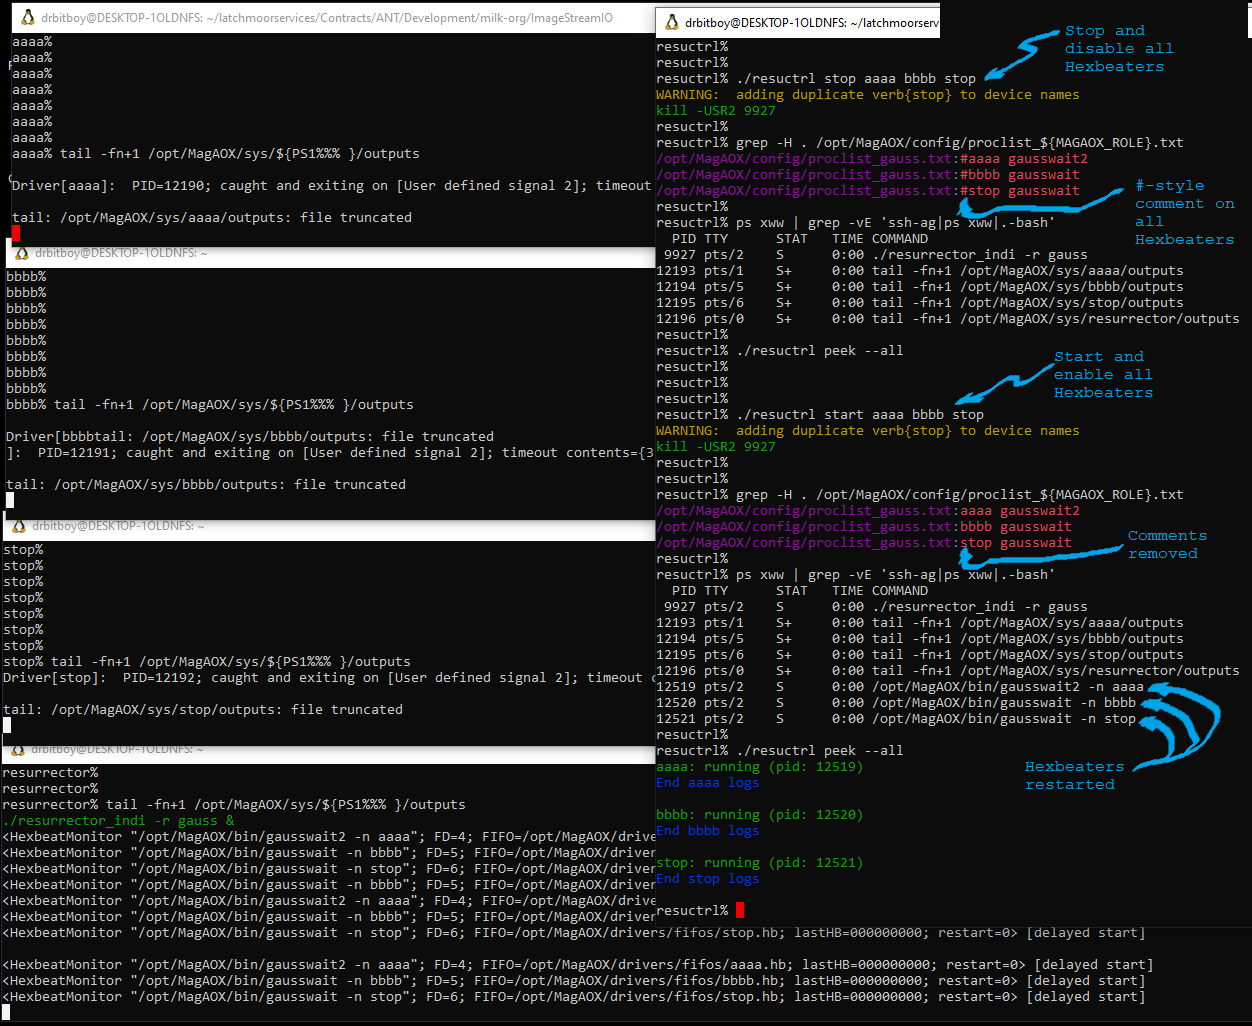 drbitboy@DESKTOP-1OLDNFS: ~/latchmoorservices/Contracts/ANT/Development/milk-org/ImageStreamIO
aaaa%
aaaa%
aaaa%
aaaa%
aaaa%
aaaa%
aaaa%
aaaa% tail -fn+1 /opt/MagAOX/sys/${PS1%%% }/outputs
Driver[aaaa]:  PID=12190; caught and exiting on [User defined signal 2]; timeout
tail: /opt/MagAOX/sys/aaaa/outputs: file truncated
drbitboy@DESKTOP-1OLDNFS: ~
bbbb%
bbbb%
bbbb%
bbbb%
bbbb%
bbbb%
bbbb%
bbbb%
bbbb% tail -fn+1 /opt/MagAOX/sys/${PS1%%% }/outputs
Driver[bbbbtail: /opt/MagAOX/sys/bbbb/outputs: file truncated
]:  PID=12191; caught and exiting on [User defined signal 2]; timeout contents={3
tail: /opt/MagAOX/sys/bbbb/outputs: file truncated
drbitboy@DESKTOP-1OLDNFS: ~
stop%
stop%
stop%
stop%
stop%
stop%
stop%
stop% tail -fn+1 /opt/MagAOX/sys/${PS1%%% }/outputs
Driver[stop]:  PID=12192; caught and exiting on [User defined signal 2]; timeout
tail: /opt/MagAOX/sys/stop/outputs: file truncated
drbitboy@DESKTOP-1OLDNFS: ~
resurrector%
resurrector%
resurrector% tail -fn+1 /opt/MagAOX/sys/${PS1%%% }/outputs
./resurrector_indi -r gauss &
<HexbeatMonitor "/opt/MagAOX/bin/gausswait2 -n aaaa"; FD=4; FIFO=/opt/MagAOX/drive
<HexbeatMonitor "/opt/MagAOX/bin/gausswait -n bbbb"; FD=5; FIFO=/opt/MagAOX/driver
<HexbeatMonitor "/opt/MagAOX/bin/gausswait -n stop"; FD=6; FIFO=/opt/MagAOX/driver
<HexbeatMonitor "/opt/MagAOX/bin/gausswait -n bbbb"; FD=5; FIFO=/opt/MagAOX/driver
<HexbeatMonitor "/opt/MagAOX/bin/gausswait2 -n aaaa"; FD=4; FIFO=/opt/MagAOX/drive
<HexbeatMonitor "/opt/MagAOX/bin/gausswait -n bbbb"; FD=5; FIFO=/opt/MagAOX/driver
<HexbeatMonitor "/opt/MagAOX/bin/gausswait -n stop"; FD=6; FIFO=/opt/MagAOX/drivers/fifos/stop.hb; lastHB=000000000; restart=0> [delayed start]
<HexbeatMonitor "/opt/MagAOX/bin/gausswait2 -n aaaa"; FD=4; FIFO=/opt/MagAOX/drivers/fifos/aaaa.hb; lastHB=000000000; restart=0> [delayed start]
<HexbeatMonitor "/opt/MagAOX/bin/gausswait -n bbbb"; FD=5; FIFO=/opt/MagAOX/drivers/fifos/bbbb.hb; lastHB=000000000; restart=0> [delayed start]
<HexbeatMonitor "/opt/MagAOX/bin/gausswait -n stop"; FD=6; FIFO=/opt/MagAOX/drivers/fifos/stop.hb; lastHB=000000000; restart=0> [delayed start]
drbitboy@DESKTOP-1OLDNFS: ~/latchmoorserv
resuctrl%
resuctrl%
resuctrl% ./resuctrl stop aaaa bbbb stop
WARNING:  adding duplicate verb{stop} to device names
kill -USR2 9927
resuctrl%
resuctrl% grep -H . /opt/MagAOX/config/proclist_${MAGAOX_ROLE}.txt
/opt/MagAOX/config/proclist_gauss.txt:#aaaa gausswait2
/opt/MagAOX/config/proclist_gauss.txt:#bbbb gausswait
/opt/MagAOX/config/proclist_gauss.txt:#stop gausswait
resuctrl%
resuctrl% ps xww | grep -vE 'ssh-ag|ps xww|.-bash'
  PID TTY      STAT   TIME COMMAND
 9927 pts/2    S      0:00 ./resurrector_indi -r gauss
12193 pts/1    S+     0:00 tail -fn+1 /opt/MagAOX/sys/aaaa/outputs
12194 pts/5    S+     0:00 tail -fn+1 /opt/MagAOX/sys/bbbb/outputs
12195 pts/6    S+     0:00 tail -fn+1 /opt/MagAOX/sys/stop/outputs
12196 pts/0    S+     0:00 tail -fn+1 /opt/MagAOX/sys/resurrector/outputs
resuctrl%
resuctrl% ./resuctrl peek --all
resuctrl%
resuctrl%
resuctrl%
resuctrl% ./resuctrl start aaaa bbbb stop
WARNING:  adding duplicate verb{stop} to device names
kill -USR2 9927
resuctrl%
resuctrl%
resuctrl% grep -H . /opt/MagAOX/config/proclist_${MAGAOX_ROLE}.txt
/opt/MagAOX/config/proclist_gauss.txt:aaaa gausswait2
/opt/MagAOX/config/proclist_gauss.txt:bbbb gausswait
/opt/MagAOX/config/proclist_gauss.txt:stop gausswait
resuctrl%
resuctrl% ps xww | grep -vE 'ssh-ag|ps xww|.-bash'
  PID TTY      STAT   TIME COMMAND
 9927 pts/2    S      0:00 ./resurrector_indi -r gauss
12193 pts/1    S+     0:00 tail -fn+1 /opt/MagAOX/sys/aaaa/outputs
12194 pts/5    S+     0:00 tail -fn+1 /opt/MagAOX/sys/bbbb/outputs
12195 pts/6    S+     0:00 tail -fn+1 /opt/MagAOX/sys/stop/outputs
12196 pts/0    S+     0:00 tail -fn+1 /opt/MagAOX/sys/resurrector/outputs
12519 pts/2    S      0:00 /opt/MagAOX/bin/gausswait2 -n aaaa
12520 pts/2    S      0:00 /opt/MagAOX/bin/gausswait -n bbbb
12521 pts/2    S      0:00 /opt/MagAOX/bin/gausswait -n stop
resuctrl%
resuctrl% ./resuctrl peek --all
aaaa: running (pid: 12519)
End aaaa logs
bbbb: running (pid: 12520)
End bbbb logs
stop: running (pid: 12521)
End stop logs
resuctrl%
Stop and
disable all
Hexbeaters
#-style
comment on
all
Hexbeaters
Start and
enable all
Hexbeaters
Comments
removed
Hexbeaters
restarted